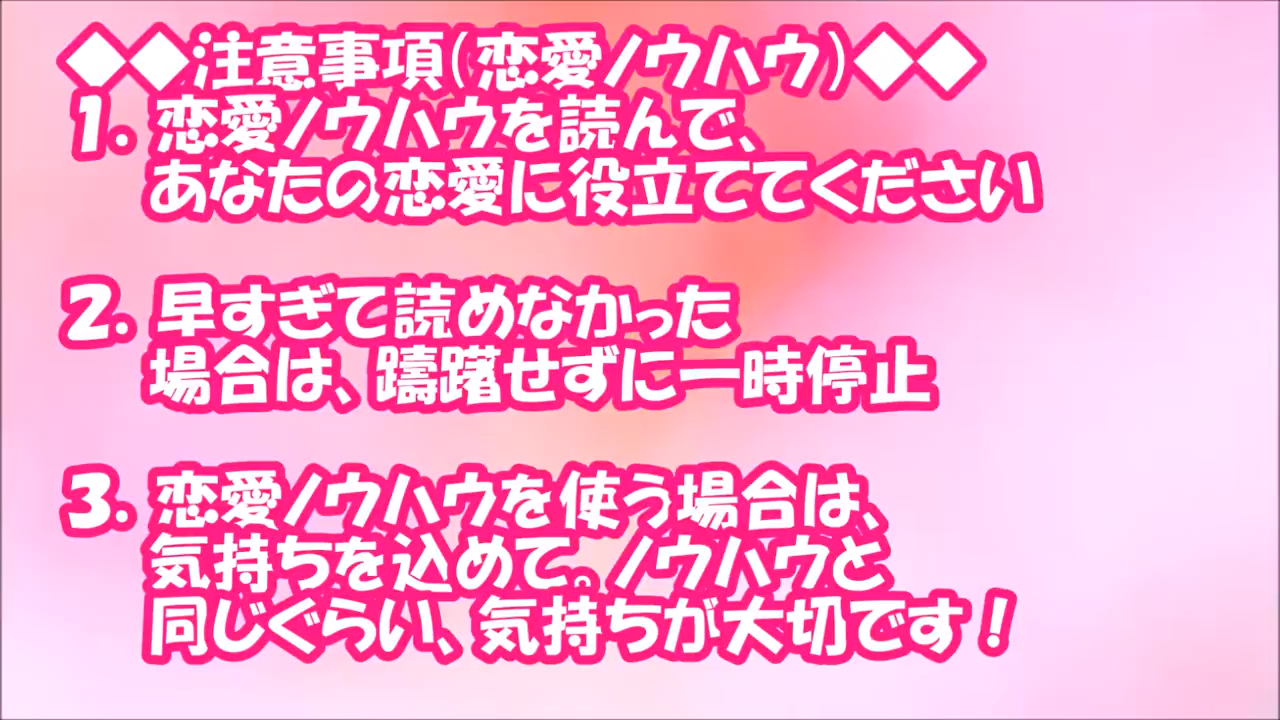 ◆◆注意事項(恋愛ノウハウ)◆◆
1. 恋愛ノウハウを読んで、
あなたの恋愛に役立ててください
2. 早すぎて読めなかった
場合は、躊躇せずに一時停止
3. 恋愛ノウハウを使う場合は、
気持ちを込めて。ノウハウと
同じぐらい、気持ちが大切です！